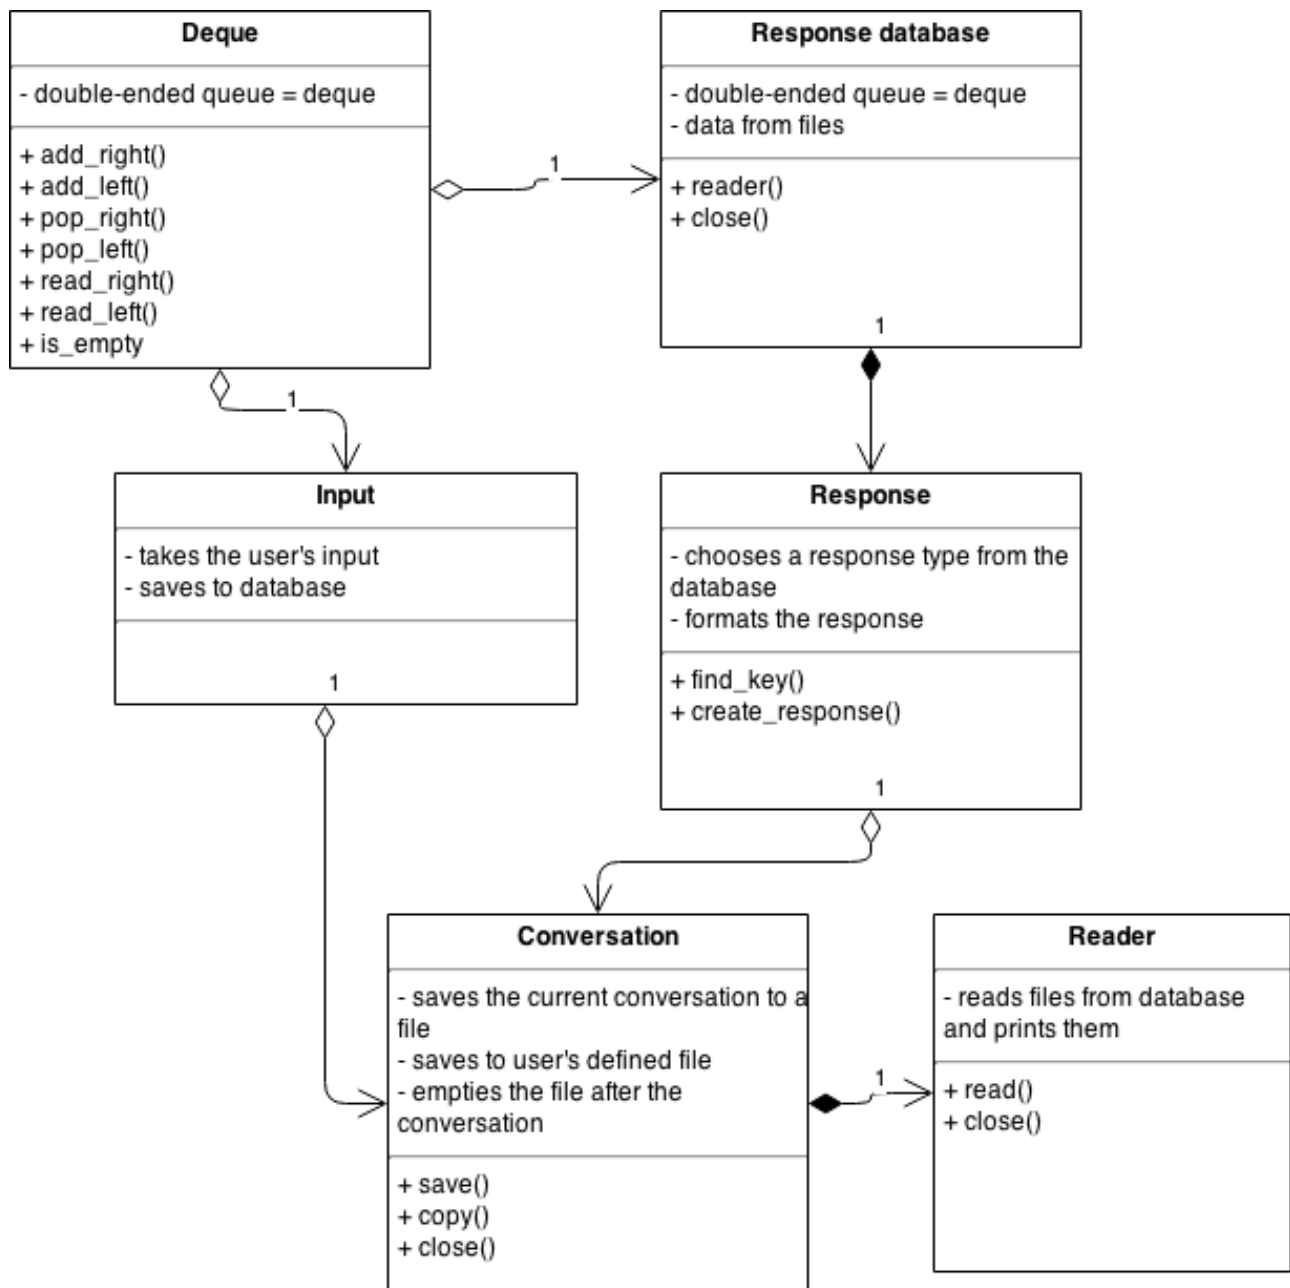 Deque
- double-ended queue = deque
+ add_right()
+ add_left()
+ pop_right()
+ pop_left()
+ read_right()
+ read_left()
+ is_empty
1
Response database
- double-ended queue = deque
- data from files
+ reader()
+ close()
1
1
Input
- takes the user's input
- saves to database
1
Response
- chooses a response type from the
database
- formats the response
+ find_key()
+ create_response()
1
Conversation
- saves the current conversation to a
file
- saves to user's defined file
- empties the file after the
conversation
+ save()
+ copy()
+ close()
1
Reader
- reads files from database
and prints them
+ read()
+ close()